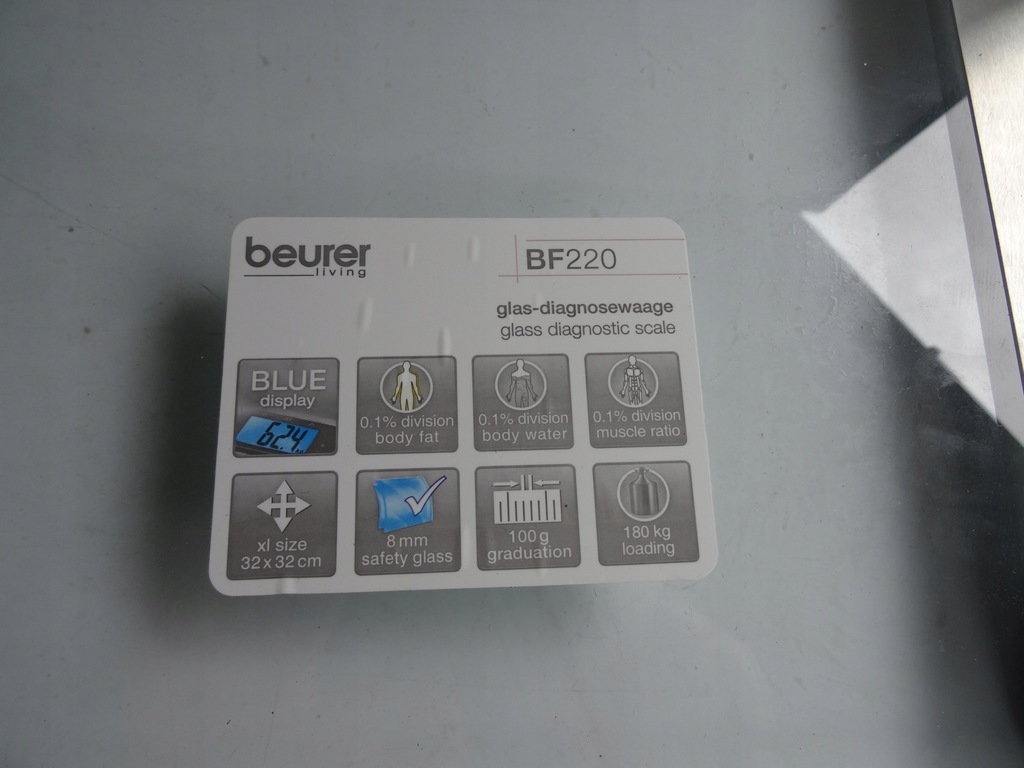 beurer
living
BF220
glas-diagnosewaage
glass diagnostic scale
BLUE
display
62.4
0.1% division
body fat
0.1% division
body water
0.1% division
muscle ratio
xl size
32 x 32 cm
8 mm
safety glass
100 g
graduation
180 kg
loading